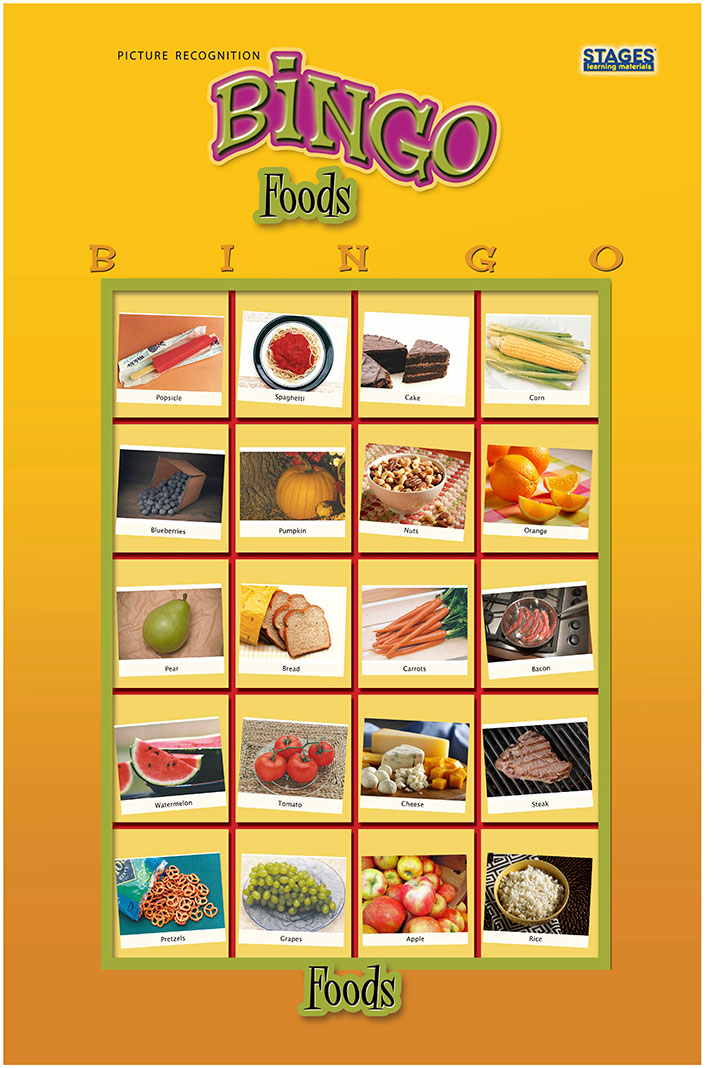 PICTURE RECOGNITION
STAGES
learning materials
BiNGO
Foods
B I N G O
Popsicle Spaghetti Cake Corn
Blueberries Pumpkin Nuts Orange
Pear Bread Carrots Bacon
Watermelon Tomato Cheese Steak
Pretzels Grapes Apple Rice
Foods